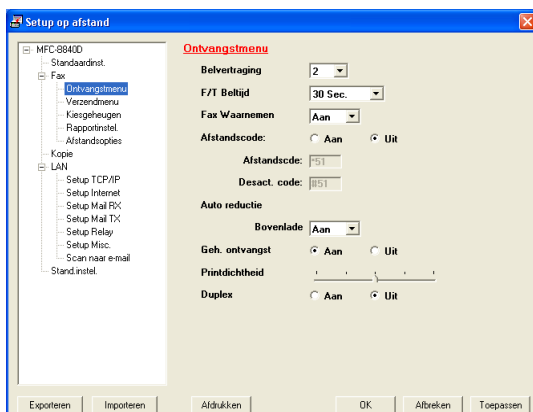 Setup op afstand
MFC-8840D
Standaardinst.
Fax
Ontvangstmenu
Verzendmenu
Kiesgeheugen
Rapportinstel.
Afstandsopties
Kopie
LAN
Setup TCP/IP
Setup Internet
Setup Mail RX
Setup Mail TX
Setup Relay
Setup Misc.
Scan naar e-mail
Stand.instel.
Ontvangstmenu
Belvertraging 2
F/T Beltijd 30 Sec.
Fax Waarnemen Aan
Afstandscode: Aan Uit
Afstandscde: *51
Desact. code: #51
Auto reductie
Bovenlade Aan
Geh. ontvangst Aan Uit
Printdichtheid
Duplex Aan Uit
Exporteren Importeren Afdrukken OK Afbreken Toepassen